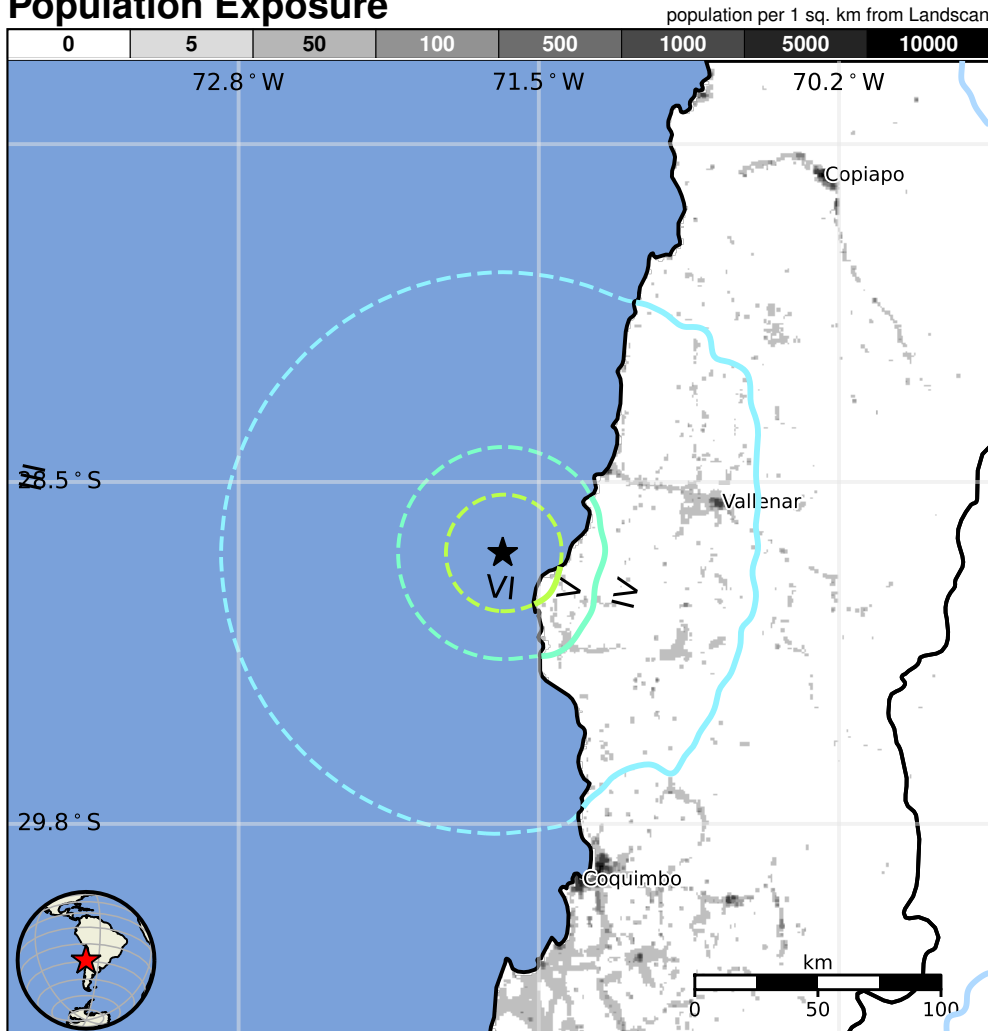 Population Exposure
population per 1 sq. km from Landscan
0 5 50 100 500 1000 5000 10000
72.8°W 71.5°W 70.2°W
Copiapo
28.5°S
Vallenar
VI V IV
29.8°S
Coquimbo
km
0 50 100